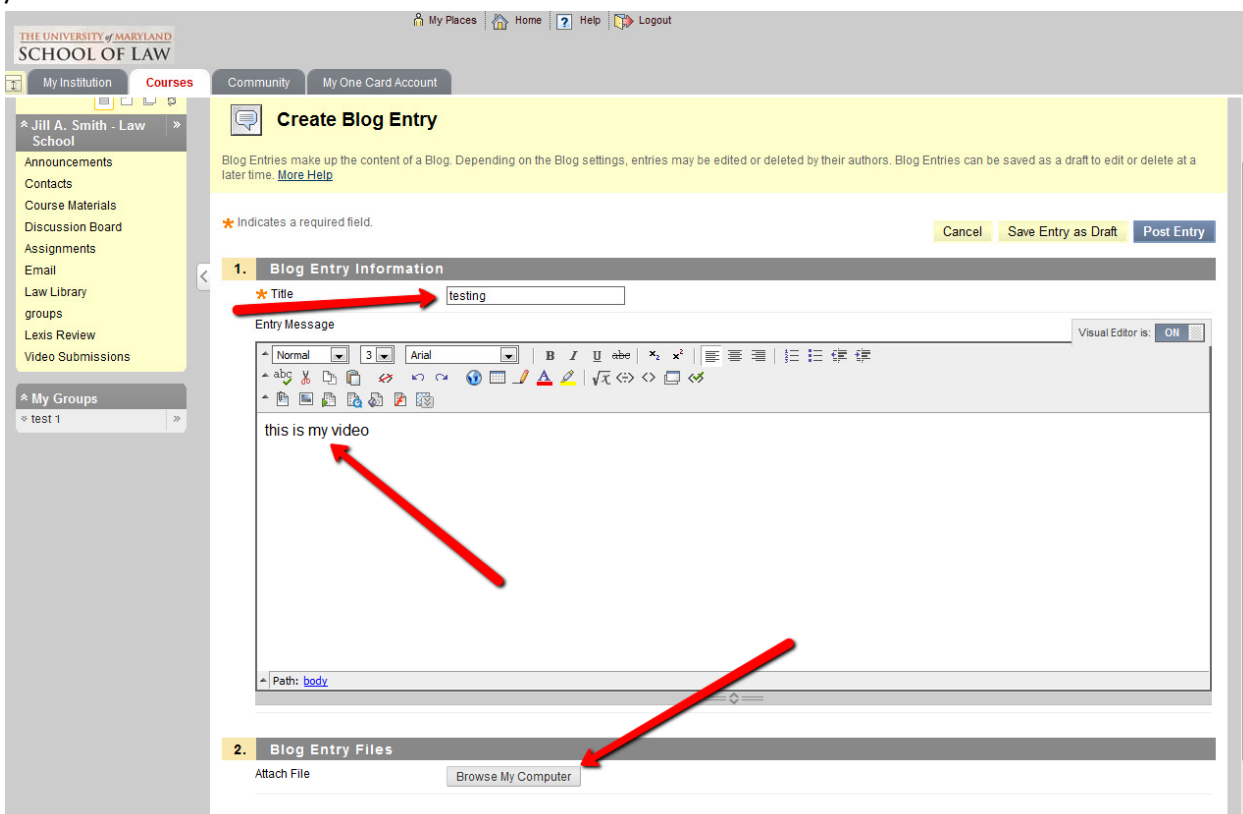 My Places Home Help Logout
THE UNIVERSITY of MARYLAND
SCHOOL OF LAW
My Institution Courses Community My One Card Account
Jill A. Smith - Law
School
Announcements
Contacts
Course Materials
Discussion Board
Assignments
Email
Law Library
groups
Lexis Review
Video Submissions
My Groups
test 1
Create Blog Entry
Blog Entries make up the content of a Blog. Depending on the Blog settings, entries may be edited or deleted by their authors. Blog Entries can be saved as a draft to edit or delete at a
later time. More Help
Indicates a required field.
Cancel Save Entry as Draft Post Entry
1. Blog Entry Information
Title testing
Entry Message
Visual Editor is: ON
Normal 3 Arial B I U abc x₂ x²
abc
this is my video
Path: body
2. Blog Entry Files
Attach File Browse My Computer